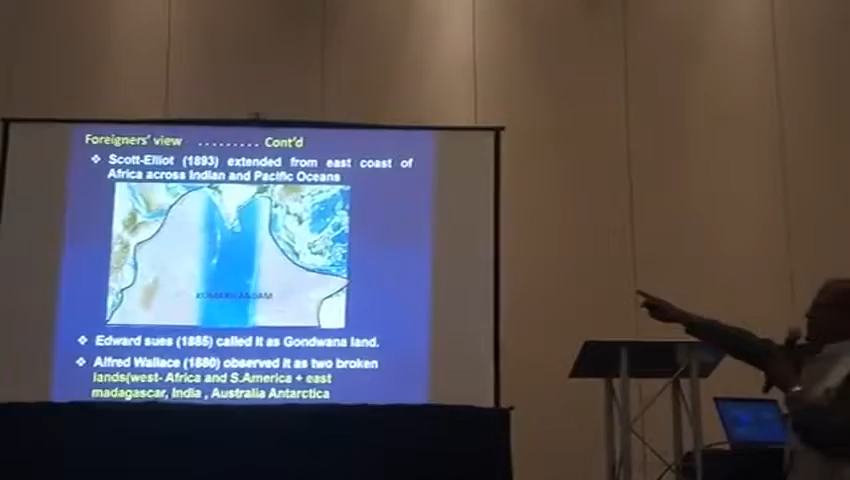 Foreigners' view ......... Cont'd
❖ Scott-Elliot (1893) extended from east coast of
Africa across Indian and Pacific Oceans
KUMARIKANDAM
❖ Edward sues (1885) called it as Gondwana land.
❖ Alfred Wallace (1880) observed it as two broken
lands(west- Africa and S.America + east
madagascar, India , Australia Antarctica